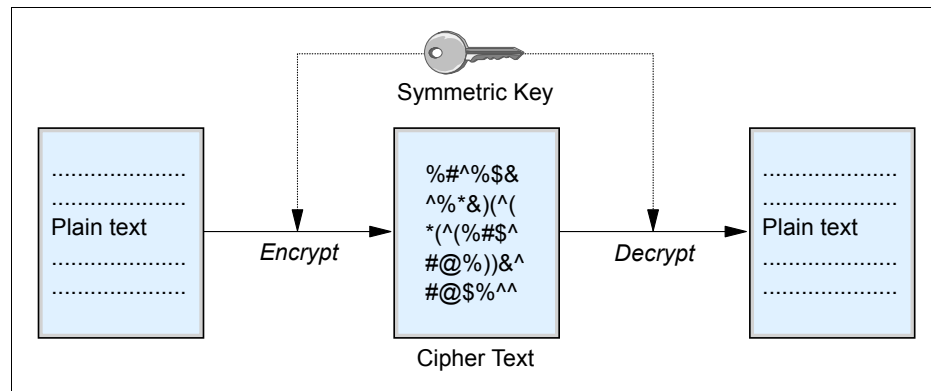 Symmetric Key
.....................
.....................
Plain text
.....................
.....................
Encrypt
%#^%$&
^%*&)(^(
*(^(%#$^
#@%))&^
#@$%^^
Cipher Text
Decrypt
.....................
.....................
Plain text
.....................
.....................